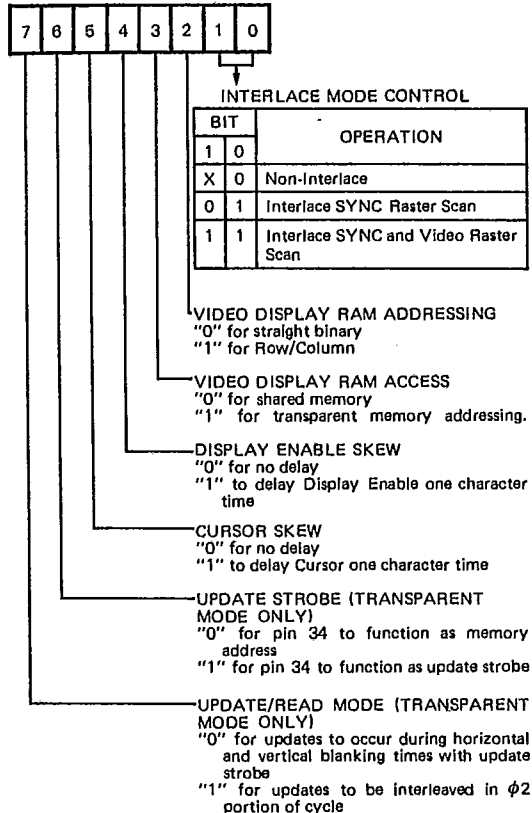 7 6 5 4 3 2 1 0
INTERLACE MODE CONTROL
BIT OPERATION
1 0
X 0 Non-Interlace
0 1 Interlace SYNC Raster Scan
1 1 Interlace SYNC and Video Raster
Scan
VIDEO DISPLAY RAM ADDRESSING
"0" for straight binary
"1" for Row/Column
VIDEO DISPLAY RAM ACCESS
"0" for shared memory
"1" for transparent memory addressing.
DISPLAY ENABLE SKEW
"0" for no delay
"1" to delay Display Enable one character
time
CURSOR SKEW
"0" for no delay
"1" to delay Cursor one character time
UPDATE STROBE (TRANSPARENT
MODE ONLY)
"0" for pin 34 to function as memory
address
"1" for pin 34 to function as update strobe
UPDATE/READ MODE (TRANSPARENT
MODE ONLY)
"0" for updates to occur during horizontal
and vertical blanking times with update
strobe
"1" for updates to be interleaved in ϕ2
portion of cycle